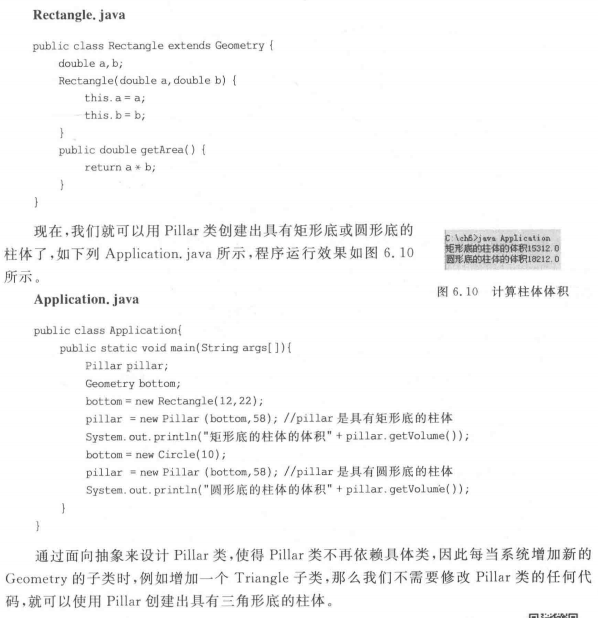 Rectangle.java
public class Rectangle extends Geometry {
double a,b;
Rectangle(double a,double b) {
this.a = a;
this.b = b;
}
public double getArea() {
return a * b;
}
}
现在,我们就可以用 Pillar 类创建出具有矩形底或圆形底的
柱体了,如下列 Application.java 所示,程序运行效果如图 6.10
所示。
C:\ch6>java Application
矩形底的柱体的体积15312.0
圆形底的柱体的体积18212.0
图 6.10 计算柱体体积
Application.java
public class Application{
public static void main(String args[]){
Pillar pillar;
Geometry bottom;
bottom = new Rectangle(12,22);
pillar = new Pillar (bottom,58); //pillar 是具有矩形底的柱体
System.out.println("矩形底的柱体的体积" + pillar.getVolume());
bottom = new Circle(10);
pillar = new Pillar (bottom,58); //pillar 是具有圆形底的柱体
System.out.println("圆形底的柱体的体积" + pillar.getVolume());
}
}
通过面向抽象来设计 Pillar 类,使得 Pillar 类不再依赖具体类,因此每当系统增加新的
Geometry 的子类时,例如增加一个 Triangle 子类,那么我们不需要修改 Pillar 类的任何代
码,就可以使用 Pillar 创建出具有三角形底的柱体。